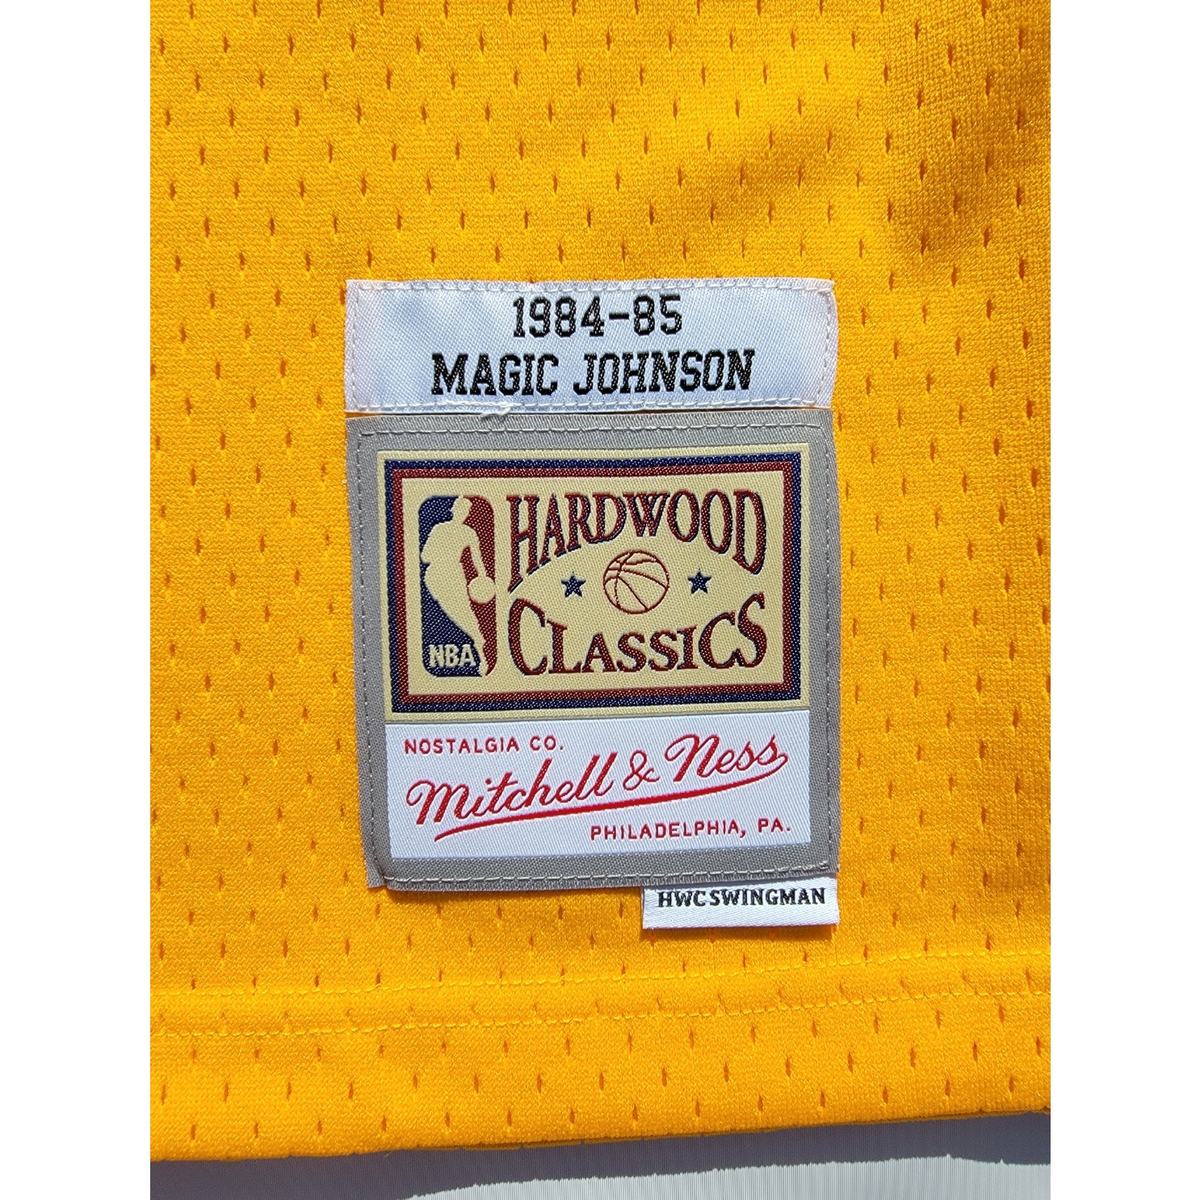 1984-85
MAGIC JOHNSON
HARDWOOD
CLASSICS
NBA
NOSTALGIA CO.
Mitchell & Ness
PHILADELPHIA, PA.
HWC SWINGMAN